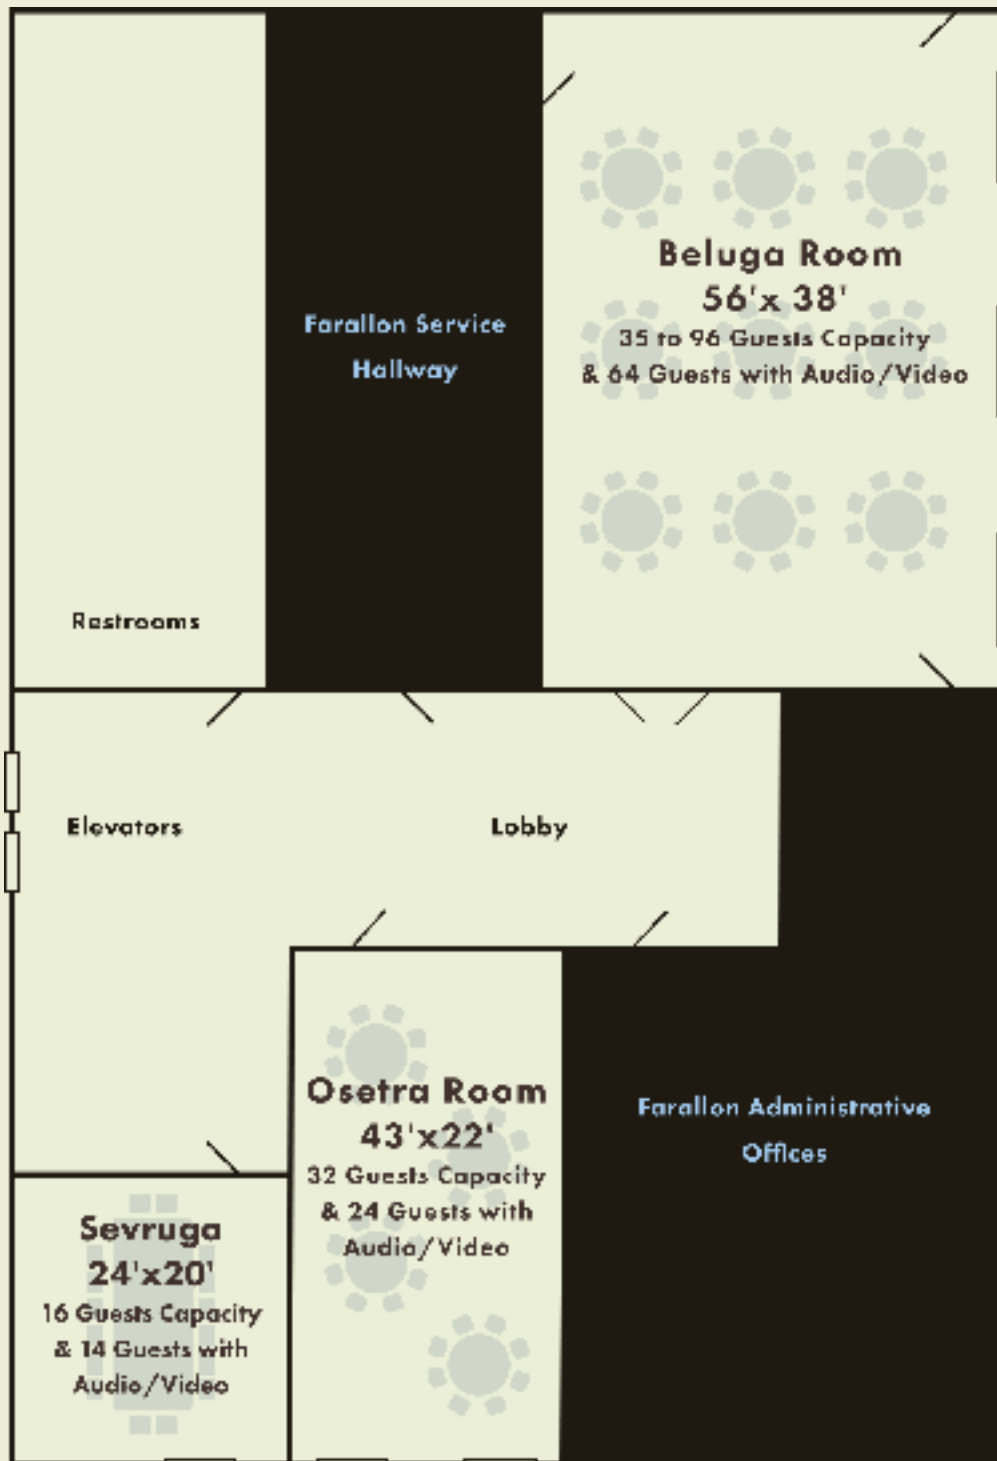 Beluga Room
56'x 38'
35 to 96 Guests Capacity
& 64 Guests with Audio/Video
Farallon Service
Hallway
Restrooms
Elevators
Lobby
Osetra Room
43'x22'
32 Guests Capacity
& 24 Guests with
Audio/Video
Farallon Administrative
Offices
Sevruga
24'x20'
16 Guests Capacity
& 14 Guests with
Audio/Video